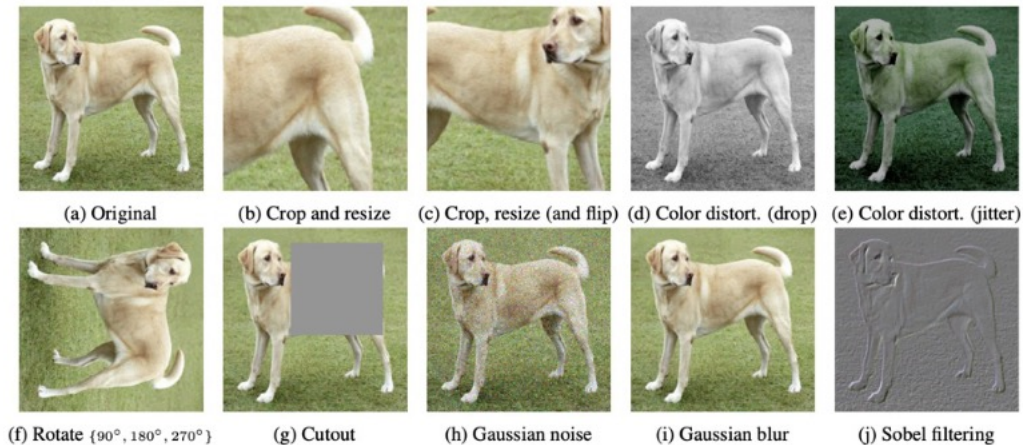 (a) Original
(b) Crop and resize
(c) Crop, resize (and flip)
(d) Color distort. (drop)
(e) Color distort. (jitter)
(f) Rotate {90°, 180°, 270°}
(g) Cutout
(h) Gaussian noise
(i) Gaussian blur
(j) Sobel filtering